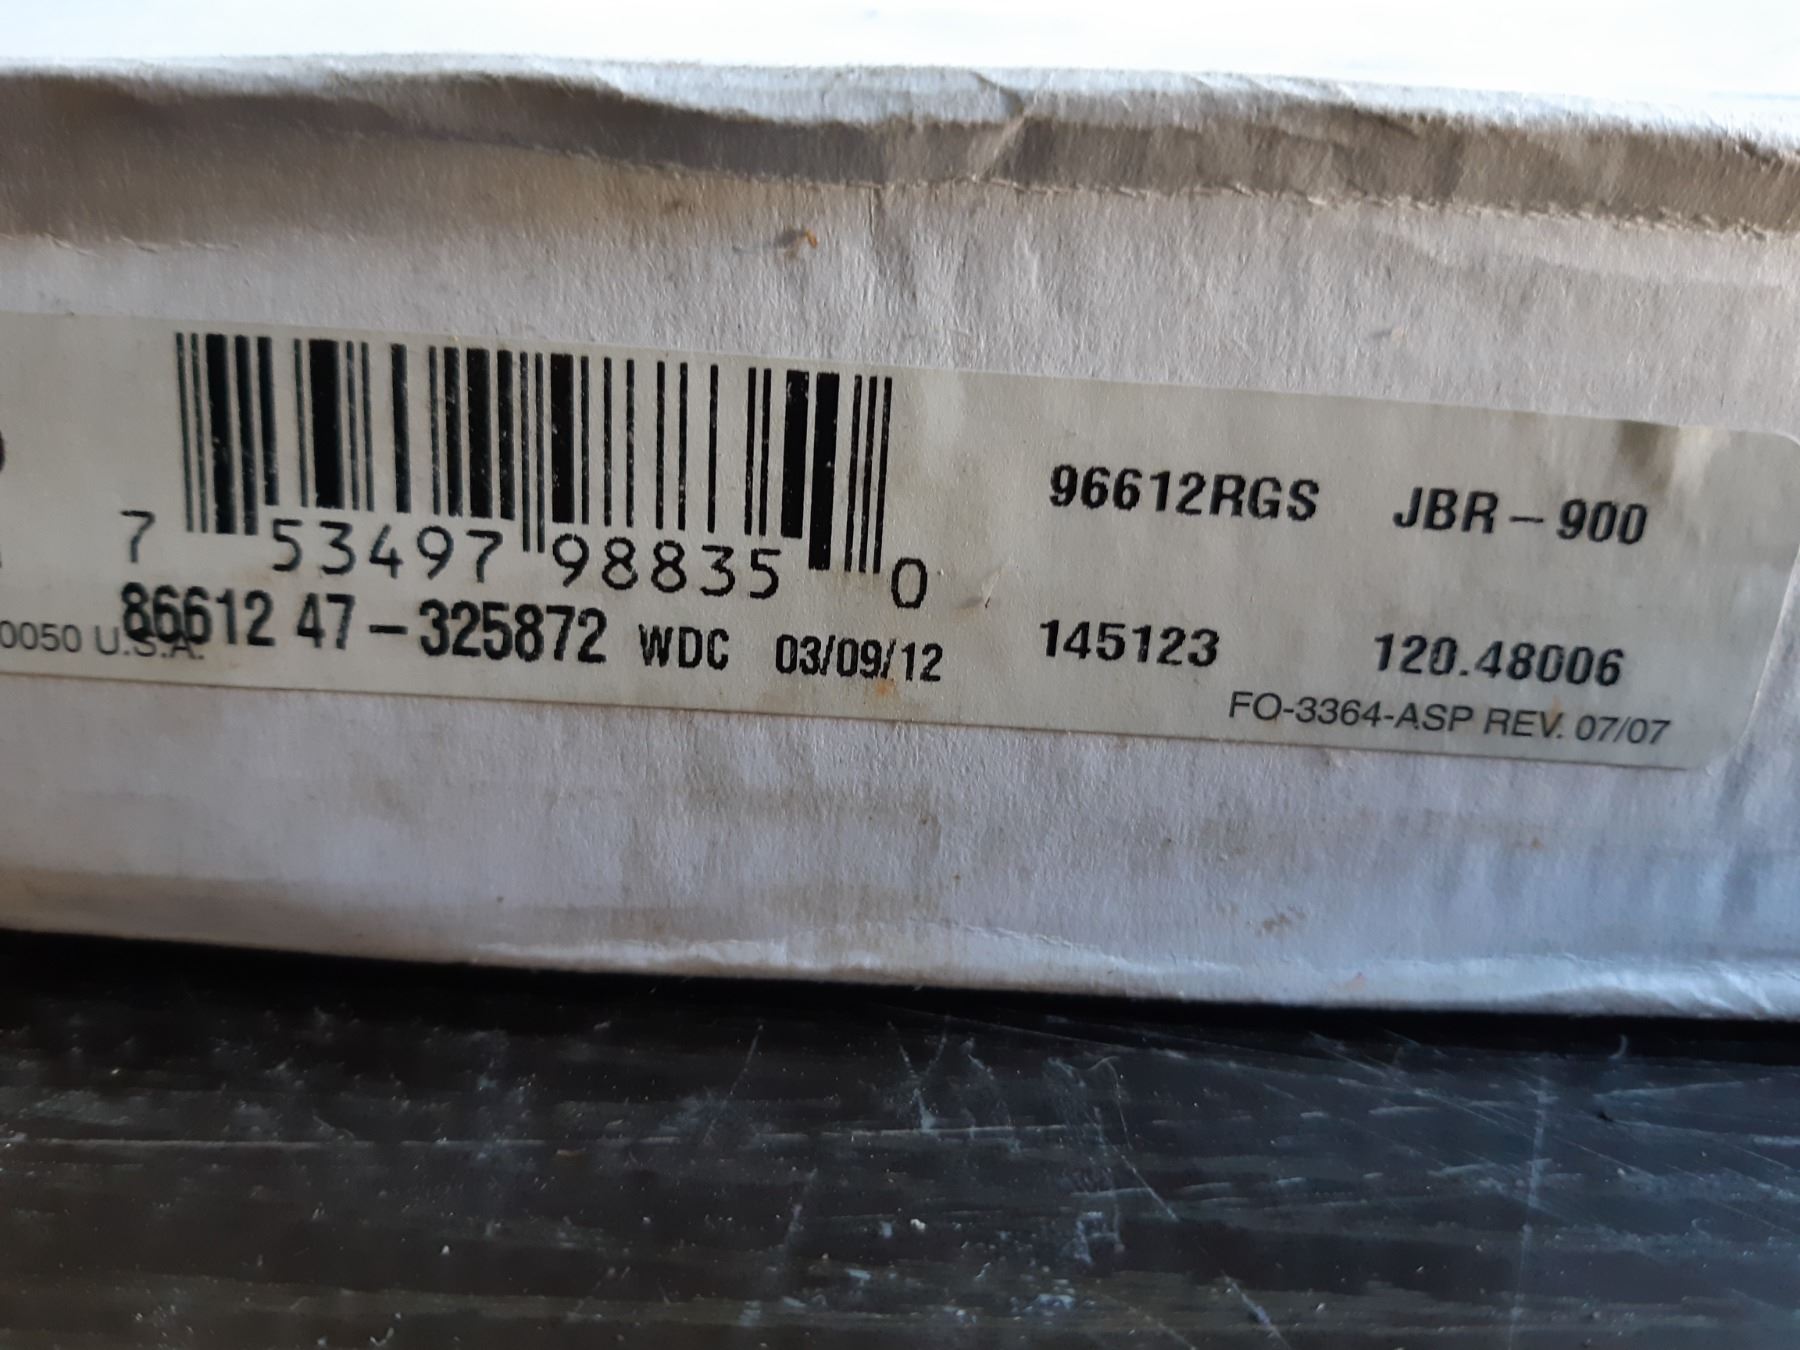 7 53497 98835 0
96612RGS JBR-900
0050 U.S.A.
86612 47-325872 WDC 03/09/12
145123 120.48006
FO-3364-ASP REV. 07/07